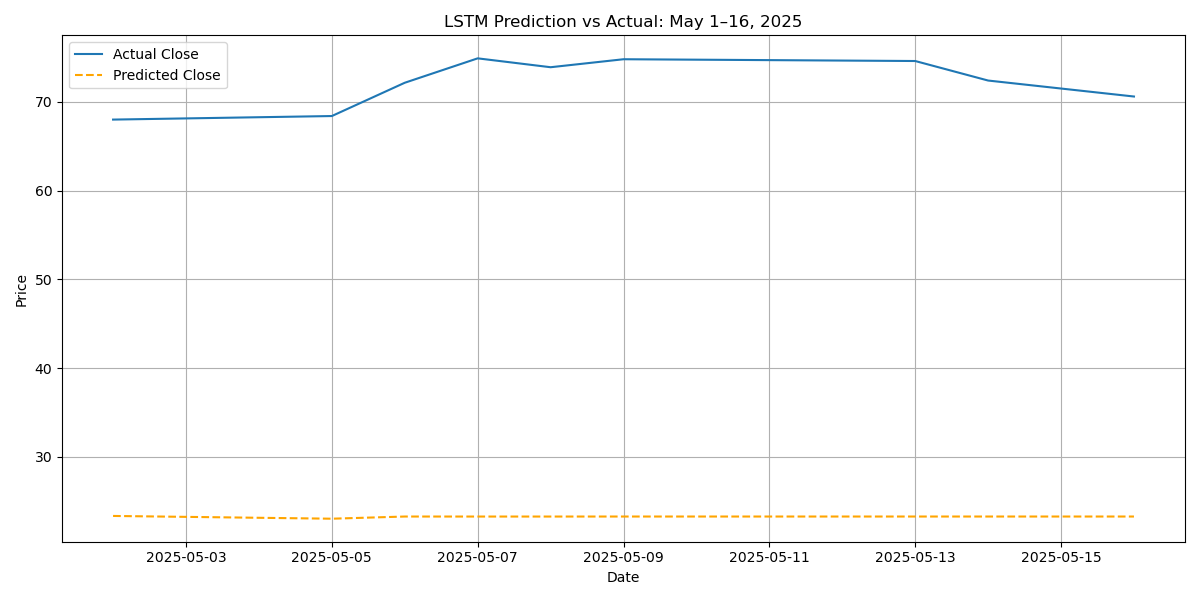 LSTM Prediction vs Actual: May 1–16, 2025
Actual Close
Predicted Close
Price
70
60
50
40
30
2025-05-03
2025-05-05
2025-05-07
2025-05-09
2025-05-11
2025-05-13
2025-05-15
Date